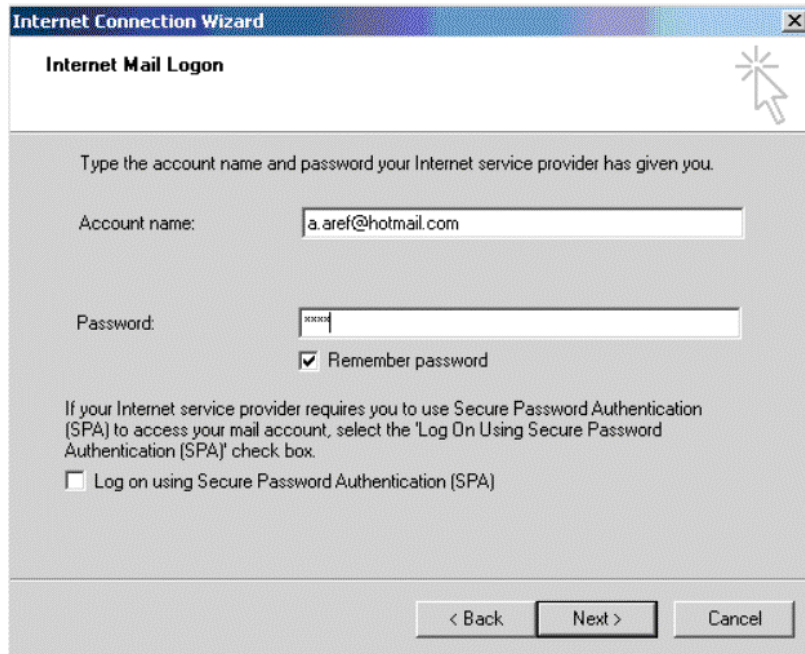 Internet Connection Wizard
Internet Mail Logon
Type the account name and password your Internet service provider has given you.
Account name:
a.aref@hotmail.com
Password:
****
Remember password
If your Internet service provider requires you to use Secure Password Authentication
(SPA) to access your mail account, select the 'Log On Using Secure Password
Authentication (SPA)' check box.
Log on using Secure Password Authentication (SPA)
< Back
Next >
Cancel